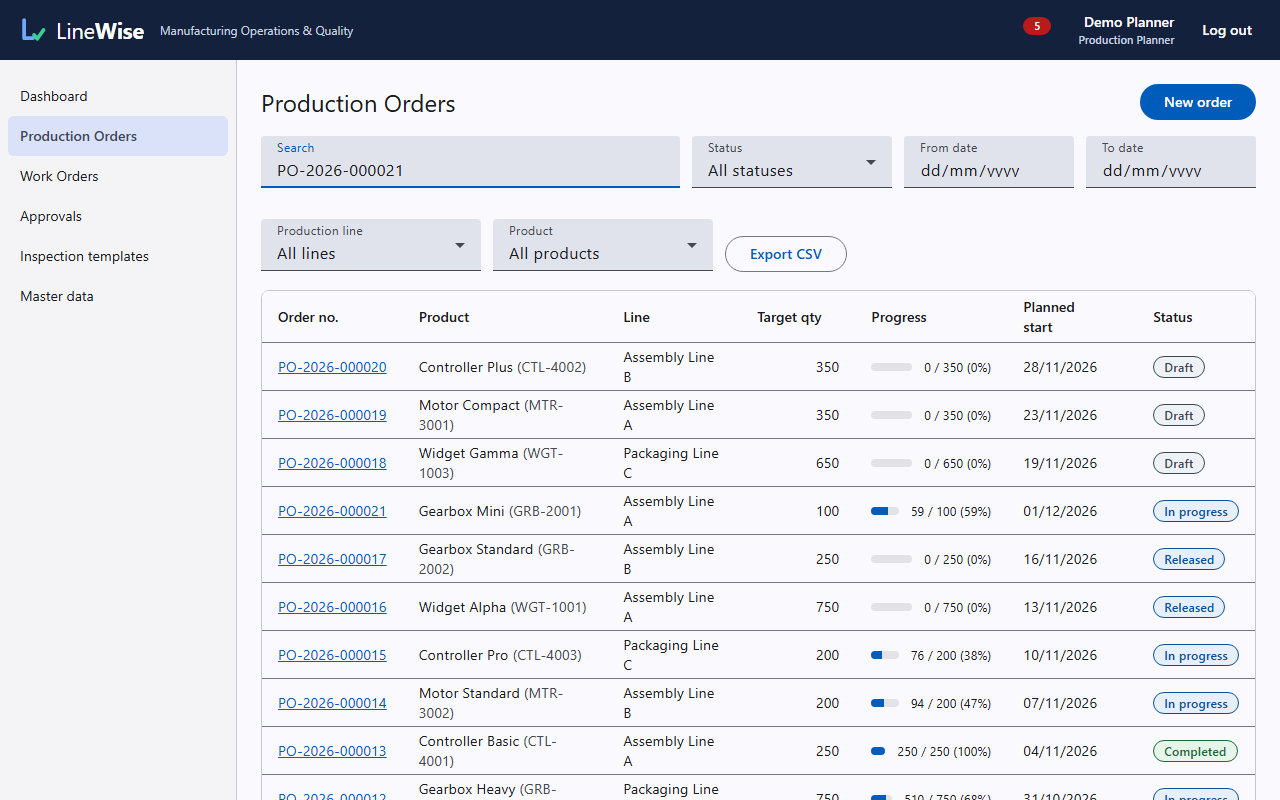 LineWise Manufacturing Operations & Quality 5 Demo Planner Log out
Production Planner
Dashboard
Production Orders
Work Orders
Approvals
Inspection templates
Master data
Production Orders New order
Search Status From date To date
PO-2026-000021 All statuses dd/mm/yyyy dd/mm/yyyy
Production line Product
All lines All products Export CSV
Order no. Product Line Target qty Progress Planned start Status
PO-2026-000020 Controller Plus (CTL-4002) Assembly Line B 350 0 / 350 (0%) 28/11/2026 Draft
PO-2026-000019 Motor Compact (MTR-3001) Assembly Line A 350 0 / 350 (0%) 23/11/2026 Draft
PO-2026-000018 Widget Gamma (WGT-1003) Packaging Line C 650 0 / 650 (0%) 19/11/2026 Draft
PO-2026-000021 Gearbox Mini (GRB-2001) Assembly Line A 100 59 / 100 (59%) 01/12/2026 In progress
PO-2026-000017 Gearbox Standard (GRB-2002) Assembly Line B 250 0 / 250 (0%) 16/11/2026 Released
PO-2026-000016 Widget Alpha (WGT-1001) Assembly Line A 750 0 / 750 (0%) 13/11/2026 Released
PO-2026-000015 Controller Pro (CTL-4003) Packaging Line C 200 76 / 200 (38%) 10/11/2026 In progress
PO-2026-000014 Motor Standard (MTR-3002) Assembly Line B 200 94 / 200 (47%) 07/11/2026 In progress
PO-2026-000013 Controller Basic (CTL-4001) Assembly Line A 250 250 / 250 (100%) 04/11/2026 Completed
PO-2026-000012 Gearbox Heavy (GRB- Packaging Line 750 510 / 750 (68%) 31/10/2026 In progress